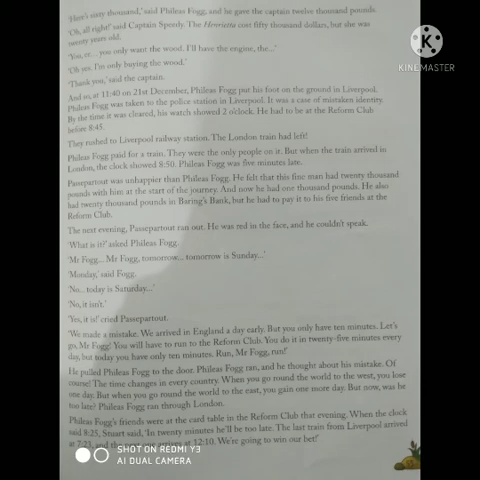 'Here's sixty thousand,' said Phileas Fogg, and he gave the captain twelve thousand pounds.
'Oh, all right!' said Captain Speedy. The Henrietta cost fifty thousand dollars, but she was
twenty years old.
'You, er... you only want the wood. I'll have the engine, the...'
'Oh yes. I'm only buying the wood.'
'Thank you,' said the captain.
And so, at 11:40 on 21st December, Phileas Fogg put his foot on the ground in Liverpool.
Phileas Fogg was taken to the police station in Liverpool. It was a case of mistaken identity.
By the time it was cleared, his watch showed 2 o'clock. He had to be at the Reform Club
before 8:45.
They rushed to Liverpool railway station. The London train had left!
Phileas Fogg paid for a train. They were the only people on it. But when the train arrived in
London, the clock showed 8:50. Phileas Fogg was five minutes late.
Passepartout was unhappier than Phileas Fogg. He felt that this fine man had twenty thousand
pounds with him at the start of the journey. And now he had one thousand pounds. He also
had twenty thousand pounds in Baring's Bank, but he had to pay it to his five friends at the
Reform Club.
The next evening, Passepartout ran out. He was red in the face, and he couldn't speak.
'What is it?' asked Phileas Fogg.
'Mr Fogg... Mr Fogg, tomorrow... tomorrow is Sunday...'
'Monday,' said Fogg.
'No... today is Saturday...'
'No, it isn't.'
'Yes, it is!' cried Passepartout.
'We made a mistake. We arrived in England a day early. But you only have ten minutes. Let's
go, Mr Fogg! You will have to run to the Reform Club. You do it in twenty-five minutes every
day, but today you have only ten minutes. Run, Mr Fogg, run!'
He pulled Phileas Fogg to the door. Phileas Fogg ran, and he thought about his mistake. Of
course! The time changes in every country. When you go round the world to the west, you lose
one day. But when you go round the world to the east, you gain one more day. But now, was he
too late? Phileas Fogg ran through London.
Phileas Fogg's friends were at the card table in the Reform Club that evening. When the clock
said 8:25, Stuart said, 'In twenty minutes he'll be too late. The last train from Liverpool arrived
at 7:23, and the next one arrives at 12:10. We're going to win our bet!'
KINEMASTER
SHOT ON REDMI Y3
AI DUAL CAMERA